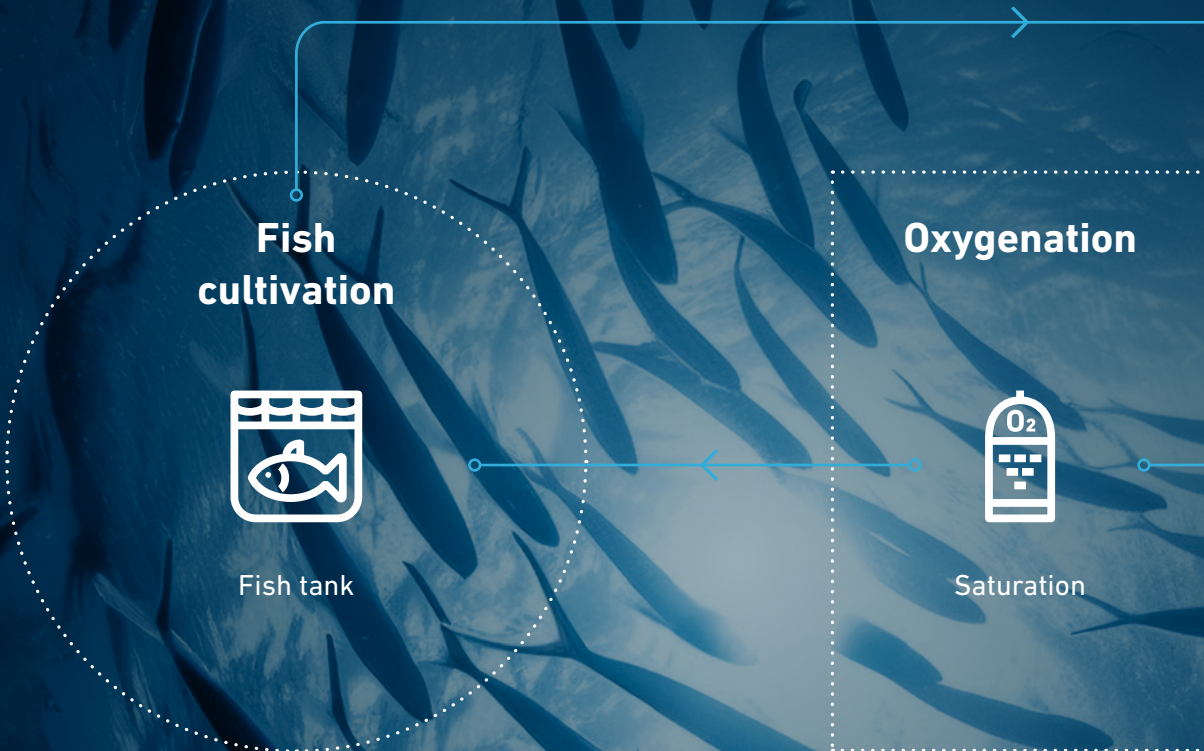 Fish
cultivation
Oxygenation
O₂
Fish tank
Saturation